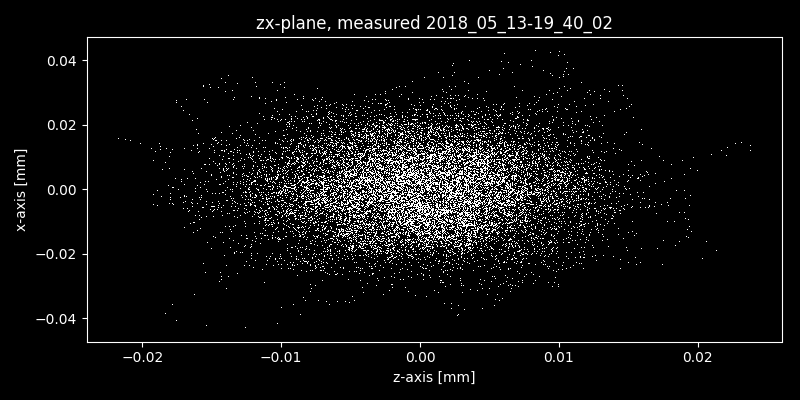 zx-plane, measured 2018_05_13-19_40_02
0.04
0.02
0.00
−0.02
−0.04
x-axis [mm]
−0.02 −0.01 0.00 0.01 0.02
z-axis [mm]